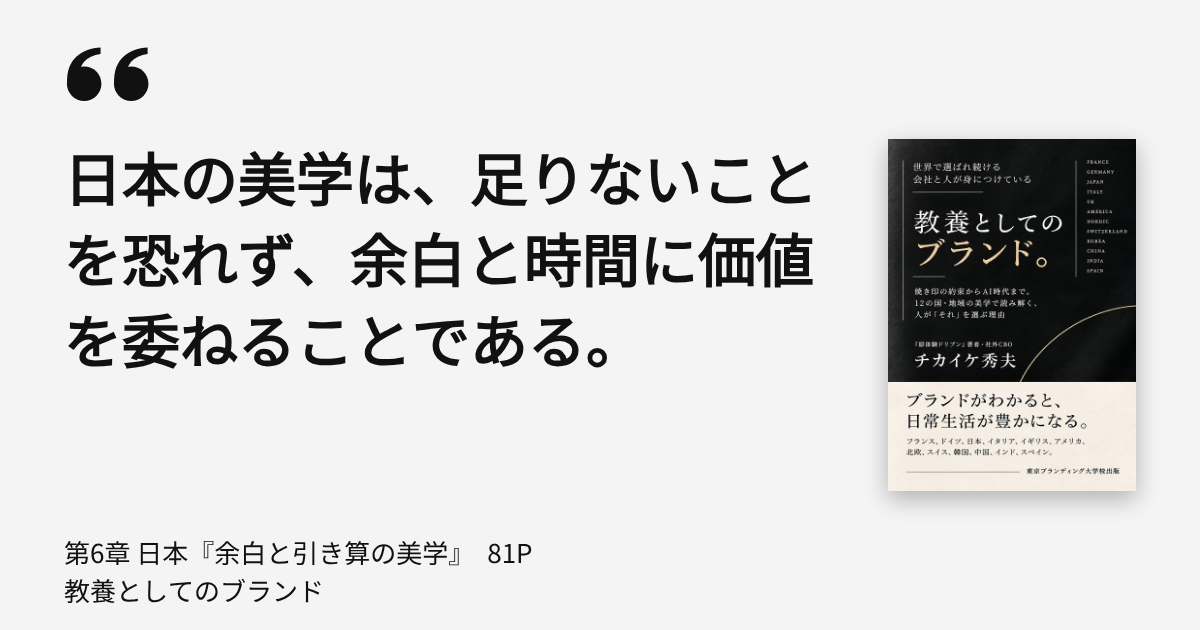 “
日本の美学は、足りないこと
を恐れず、余白と時間に価値
を委ねることである。
世界で選ばれ続ける
会社と人が身につけている
教養としての
ブランド。
焼き印の約束からAI時代まで。
12の国・地域の美学で読み解く、
人が「それ」を選ぶ理由
『原体験ドリブン』著者・社外CBO
チカイケ秀夫
FRANCE
GERMANY
JAPAN
ITALY
UK
AMERICA
NORDIC
SWITZERLAND
KOREA
CHINA
INDIA
SPAIN
ブランドがわかると、
日常生活が豊かになる。
フランス、ドイツ、日本、イタリア、イギリス、アメリカ、
北欧、スイス、韓国、中国、インド、スペイン。
東京ブランディング大学校出版
第6章 日本『余白と引き算の美学』 81P
教養としてのブランド